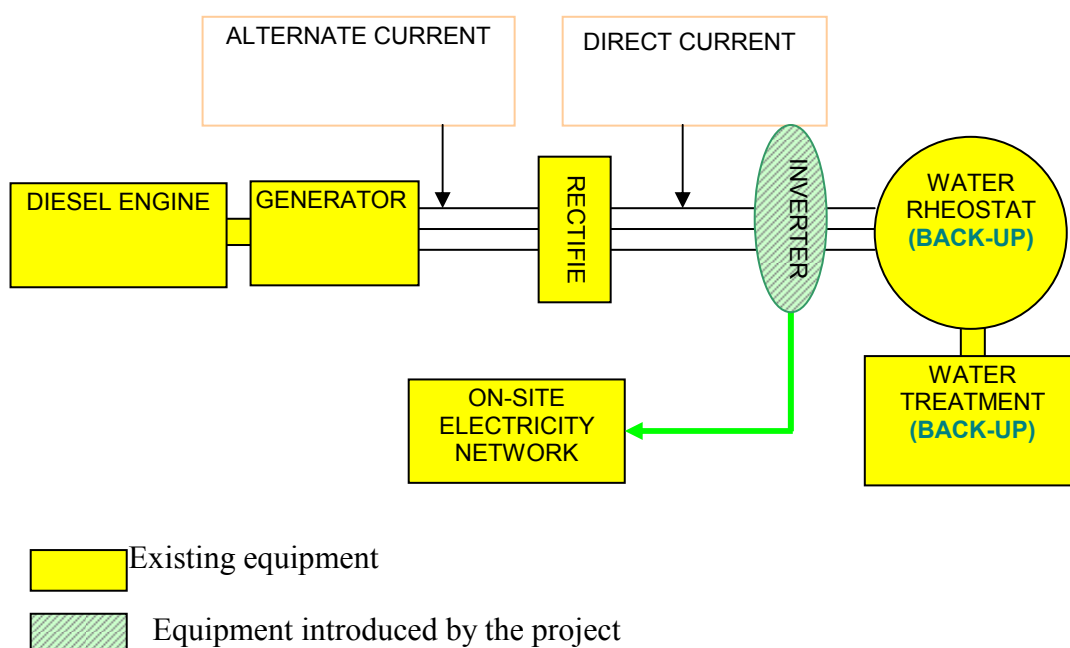 ALTERNATE CURRENT
DIRECT CURRENT
DIESEL ENGINE
GENERATOR
RECTIFIE
INVERTER
WATER
RHEOSTAT
(BACK-UP)
ON-SITE
ELECTRICITY
NETWORK
WATER
TREATMENT
(BACK-UP)
Existing equipment
Equipment introduced by the project